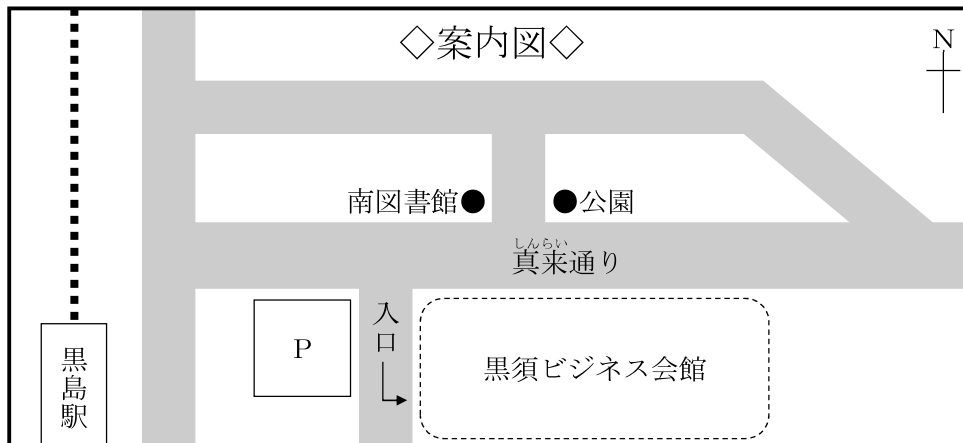 ◇案内図◇
N
南図書館●
●公園
しんらい
真来通り
P
入口
黒須ビジネス会館
黒島駅